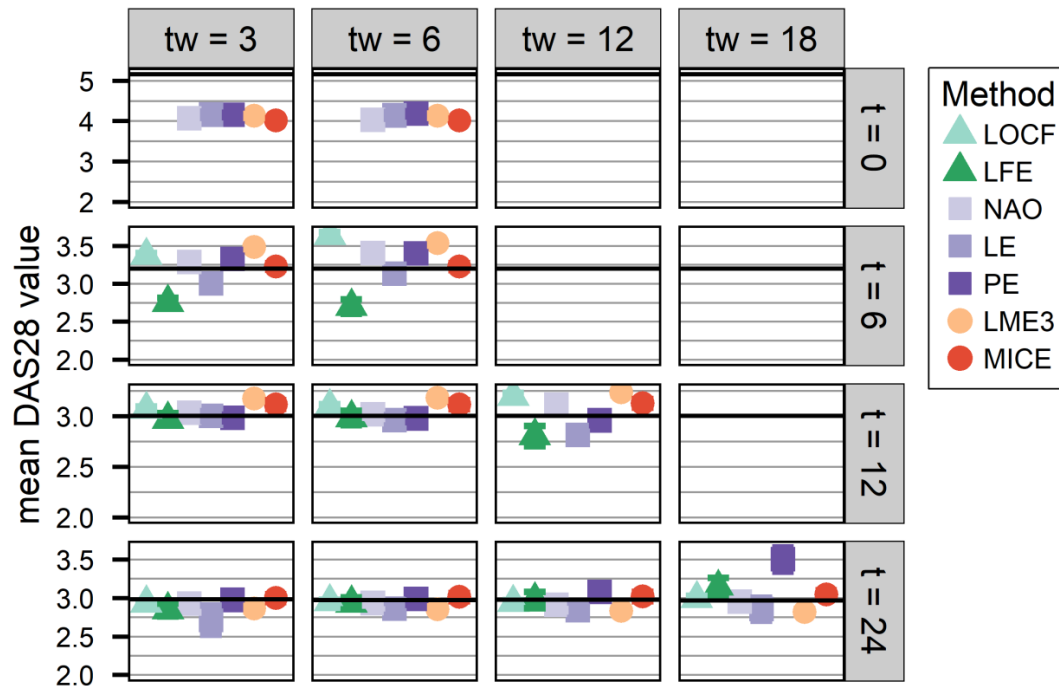 tw = 3
tw = 6
tw = 12
tw = 18
mean DAS28 value
5
4
3
2
t = 0
3.5
3.0
2.5
2.0
t = 6
3.0
2.5
2.0
t = 12
3.5
3.0
2.5
2.0
t = 24
Method
LOCF
LFE
NAO
LE
PE
LME3
MICE